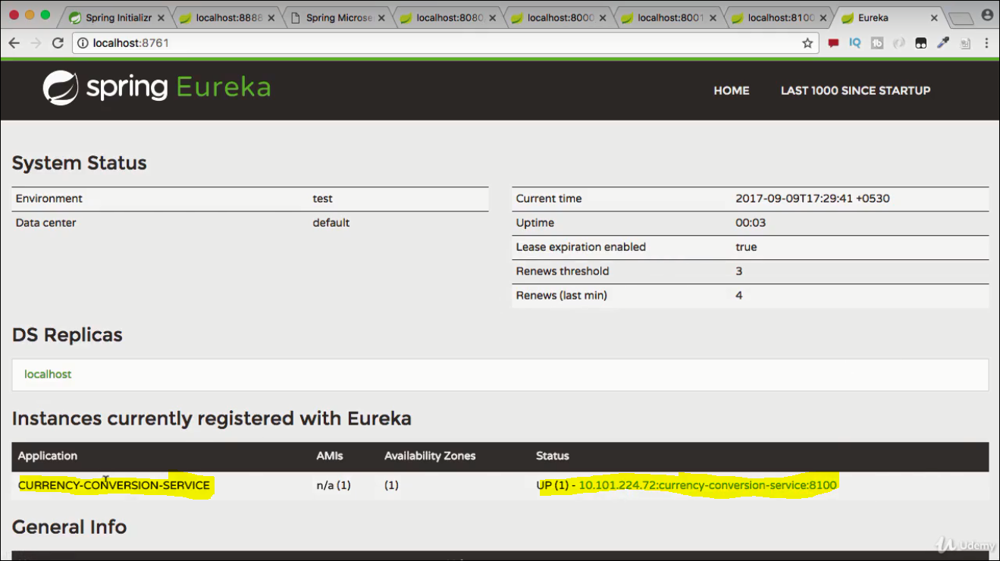 Spring Initializr
localhost:8888
Spring Microse
localhost:8080
localhost:8000
localhost:8001
localhost:8100
Eureka
localhost:8761
IQ
tb
spring Eureka
HOME
LAST 1000 SINCE STARTUP
System Status
Environment test
Data center default
Current time 2017-09-09T17:29:41 +0530
Uptime 00:03
Lease expiration enabled true
Renews threshold 3
Renews (last min) 4
DS Replicas
localhost
Instances currently registered with Eureka
Application AMIs Availability Zones Status
CURRENCY-CONVERSION-SERVICE n/a (1) (1) UP (1) - 10.101.224.72:currency-conversion-service:8100
General Info
Udemy